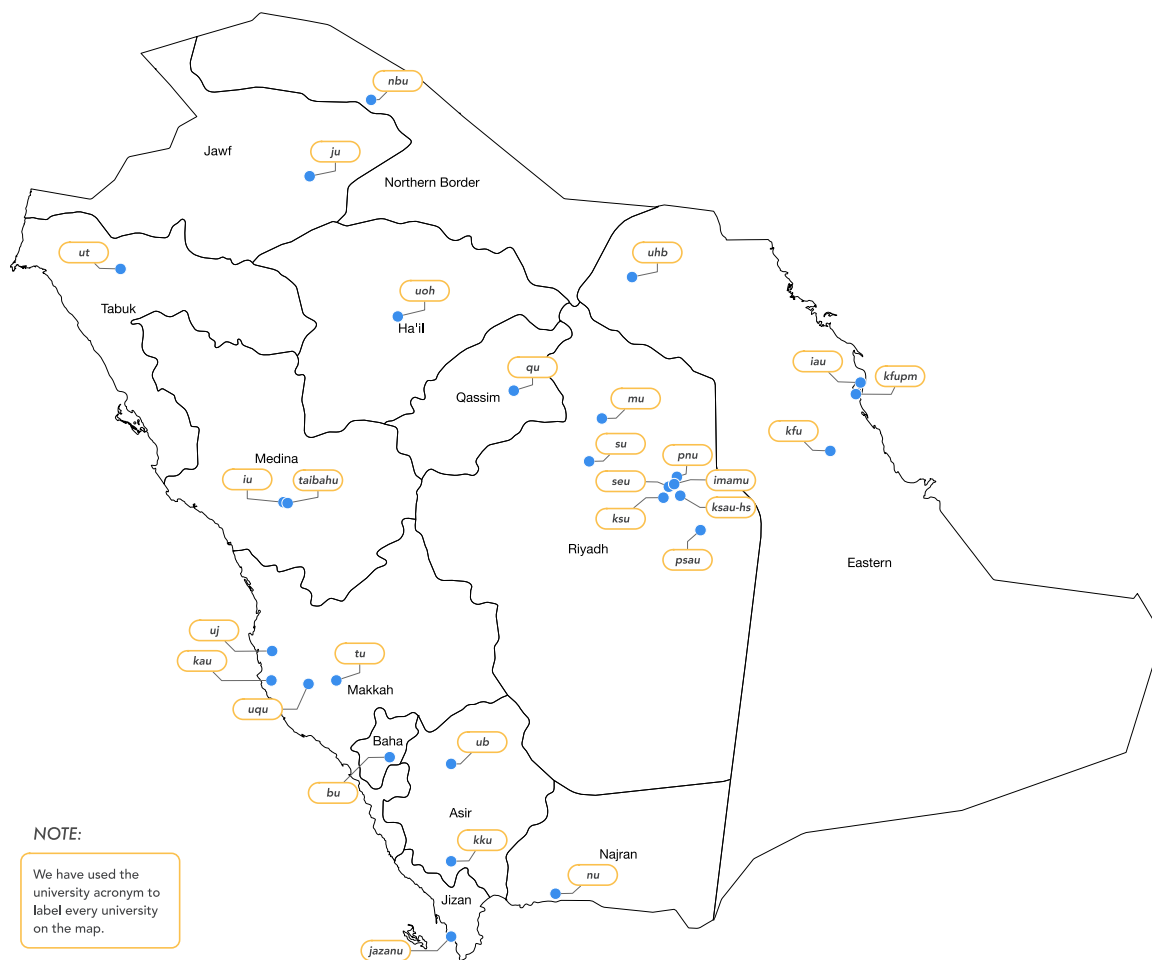 nbu
ju
Jawf
Northern Border
ut
uhb
uoh
Tabuk
Ha'il
iau
kfupm
qu
Qassim
mu
kfu
su
pnu
Medina
iu
taibahu
seu
imamu
ksu
ksau-hs
Riyadh
psau
Eastern
uj
kau
tu
Makkah
uqu
Baha
ub
bu
Asir
kku
Najran
nu
Jizan
jazanu
NOTE:
We have used the
university acronym to
label every university
on the map.